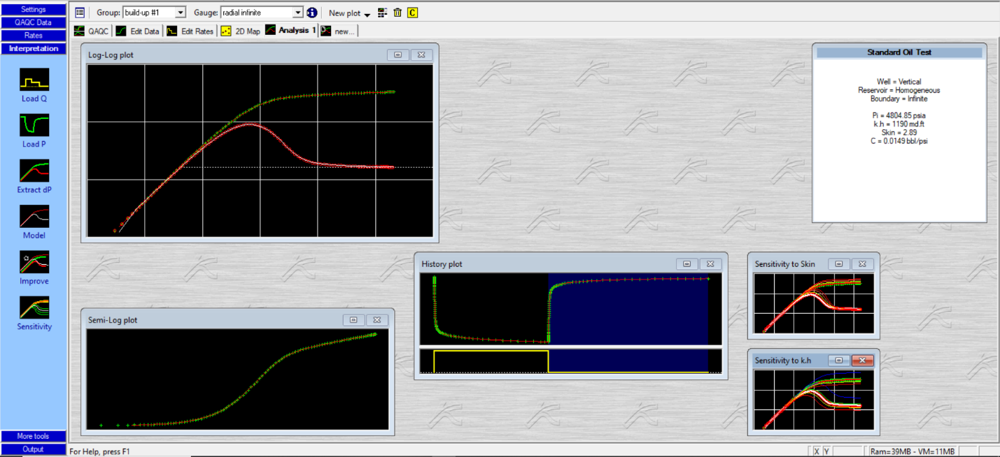 Settings
QAQC Data
Rates
Interpretation
Load Q
Load P
Extract dP
Model
Improve
Sensitivity
More tools
Output
Group: build-up #1 Gauge: radial infinite New plot C
QAQC Edit Data Edit Rates 2D Map Analysis 1 new...
Log-Log plot
Standard Oil Test
Well = Vertical
Reservoir = Homogeneous
Boundary = Infinite
Pi = 4804.85 psia
k.h = 1190 md.ft
Skin = 2.89
C = 0.0149 bbl/psi
History plot
Sensitivity to Skin
Semi-Log plot
Sensitivity to k.h
For Help, press F1
X Y Ram=39MB - VM=11MB